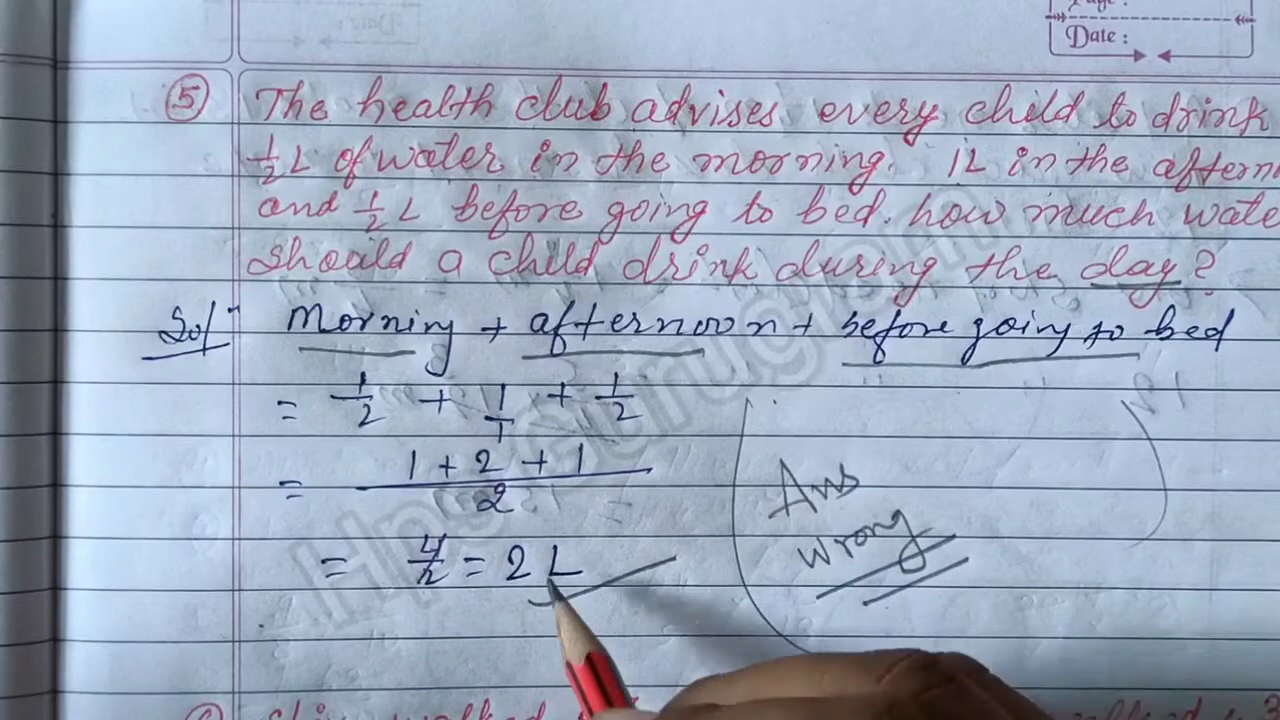 Date :
5 The health club advises every child to drink
1/2 L of water in the morning. 1L in the aftern
and 1/2 L before going to bed. how much wate
should a child drink during the day?
Sol. Morning + afternoon + before going to bed
= 1/2 + 1/1 + 1/2
= 1 + 2 + 1 / 2
= 4/2 = 2 L
Ans
wrong